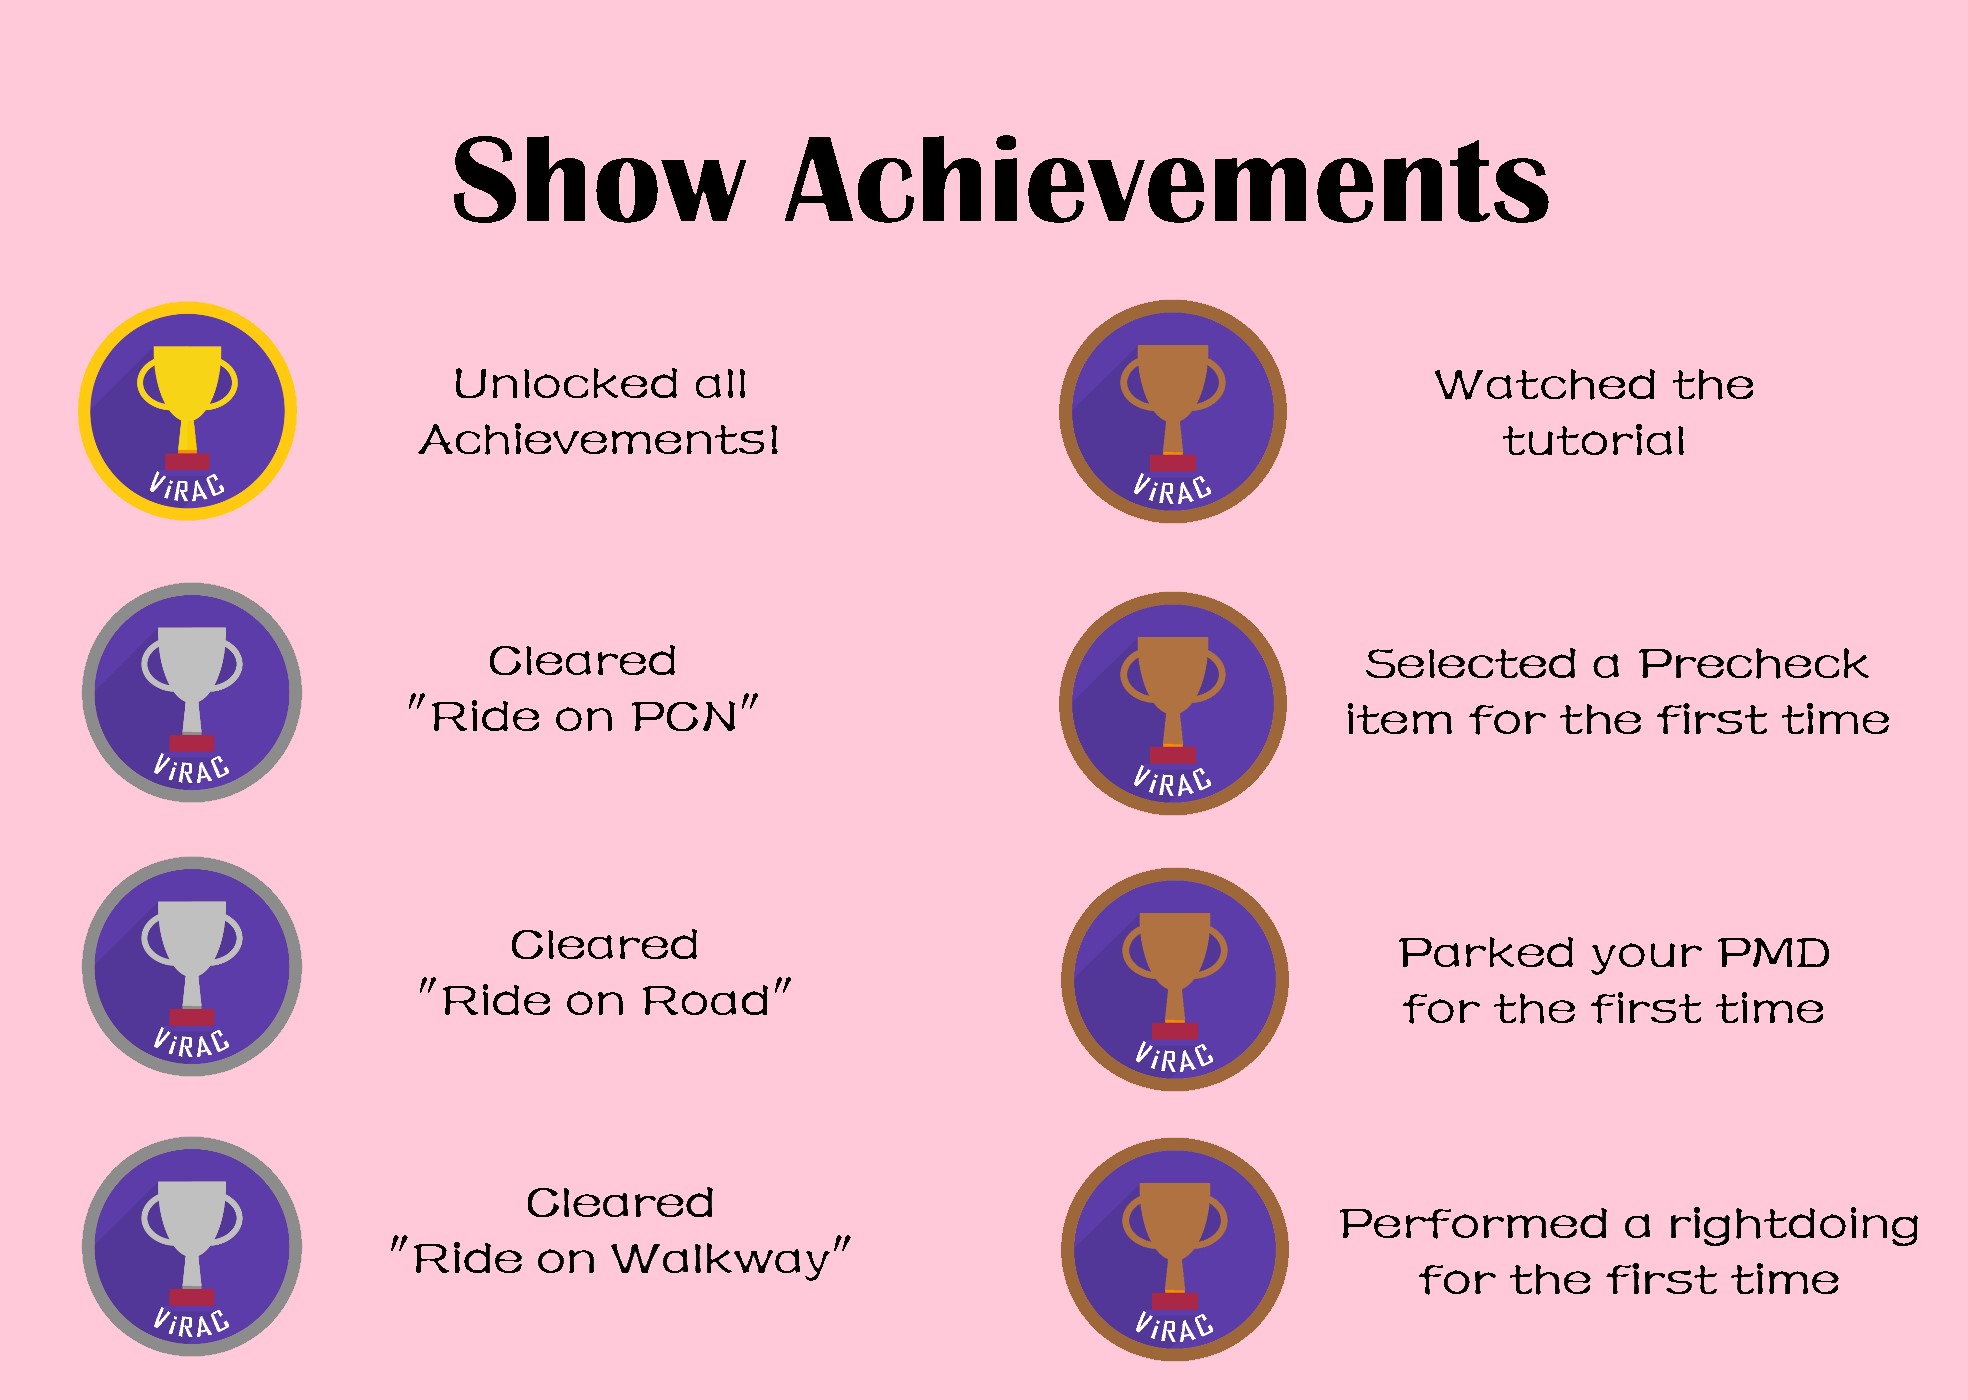 Show Achievements
ViRAC
Unlocked all
Achievements!
ViRAC
Watched the
tutorial
ViRAC
Cleared
"Ride on PCN"
ViRAC
Selected a Precheck
item for the first time
ViRAC
Cleared
"Ride on Road"
ViRAC
Parked your PMD
for the first time
ViRAC
Cleared
"Ride on Walkway"
ViRAC
Performed a rightdoing
for the first time